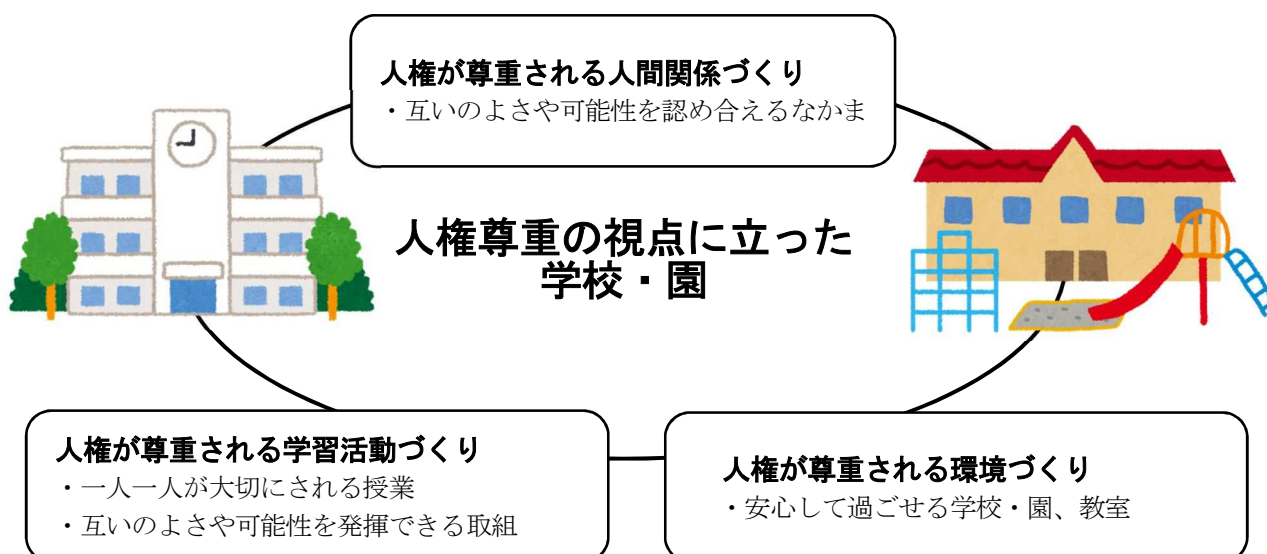 人権が尊重される人間関係づくり
・互いのよさや可能性を認め合えるなかま
人権尊重の視点に立った
学校・園
人権が尊重される学習活動づくり
・一人一人が大切にされる授業
・互いのよさや可能性を発揮できる取組
人権が尊重される環境づくり
・安心して過ごせる学校・園、教室